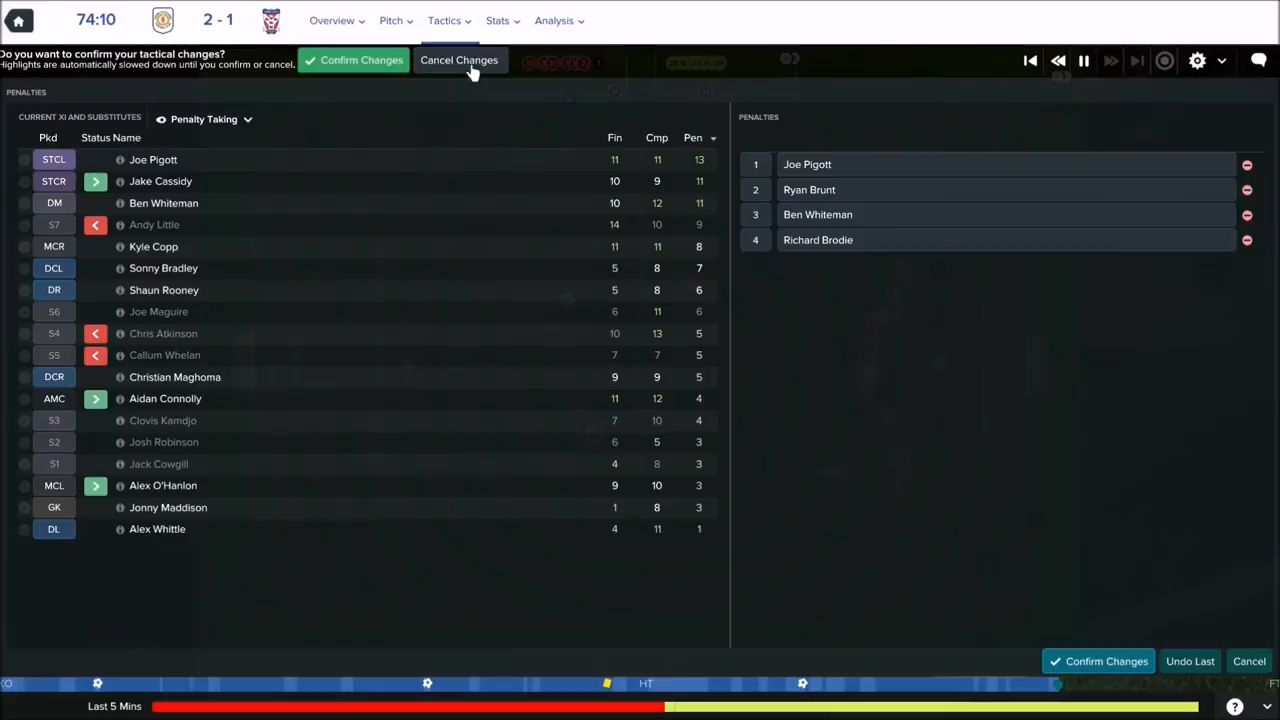 74:10 2 - 1 Overview Pitch Tactics Stats Analysis
Do you want to confirm your tactical changes?
Highlights are automatically slowed down until you confirm or cancel.
Confirm Changes Cancel Changes
PENALTIES
CURRENT XI AND SUBSTITUTES Penalty Taking
Pkd Status Name Fin Cmp Pen
STCL Joe Pigott 11 11 13
STCR Jake Cassidy 10 9 11
DM Ben Whiteman 10 12 11
S7 Andy Little 14 10 9
MCR Kyle Copp 11 11 8
DCL Sonny Bradley 5 8 7
DR Shaun Rooney 5 8 6
S6 Joe Maguire 6 11 6
S4 Chris Atkinson 10 13 5
S5 Callum Whelan 7 7 5
DCR Christian Maghoma 9 9 5
AMC Aidan Connolly 11 12 4
S3 Clovis Kamdjo 7 10 4
S2 Josh Robinson 6 5 3
S1 Jack Cowgill 4 8 3
MCL Alex O'Hanlon 9 10 3
GK Jonny Maddison 1 8 3
DL Alex Whittle 4 11 1
PENALTIES
1 Joe Pigott
2 Ryan Brunt
3 Ben Whiteman
4 Richard Brodie
Confirm Changes Undo Last Cancel
HT FT
Last 5 Mins